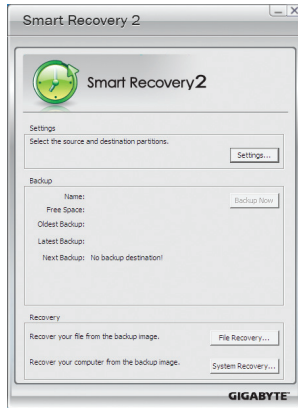 Smart Recovery 2
Smart Recovery2
Settings
Select the source and destination partitions.
Settings...
Backup
Name:
Backup Now
Free Space:
Oldest Backup:
Latest Backup:
Next Backup: No backup destination!
Recovery
Recover your file from the backup image.
File Recovery...
Recover your computer from the backup image.
System Recovery...
GIGABYTE™